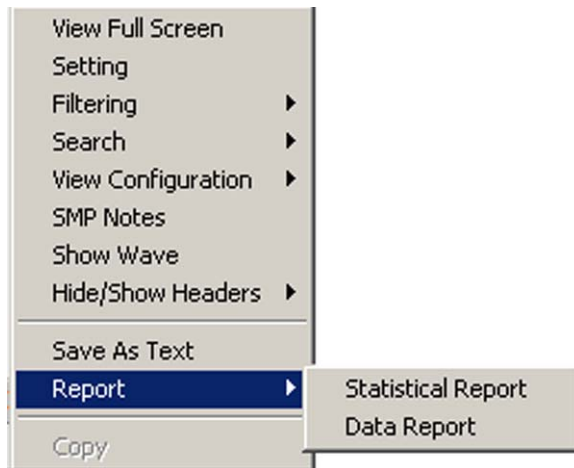 View Full Screen
Setting
Filtering
Search
View Configuration
SMP Notes
Show Wave
Hide/Show Headers
Save As Text
Report
Statistical Report
Data Report
Copy